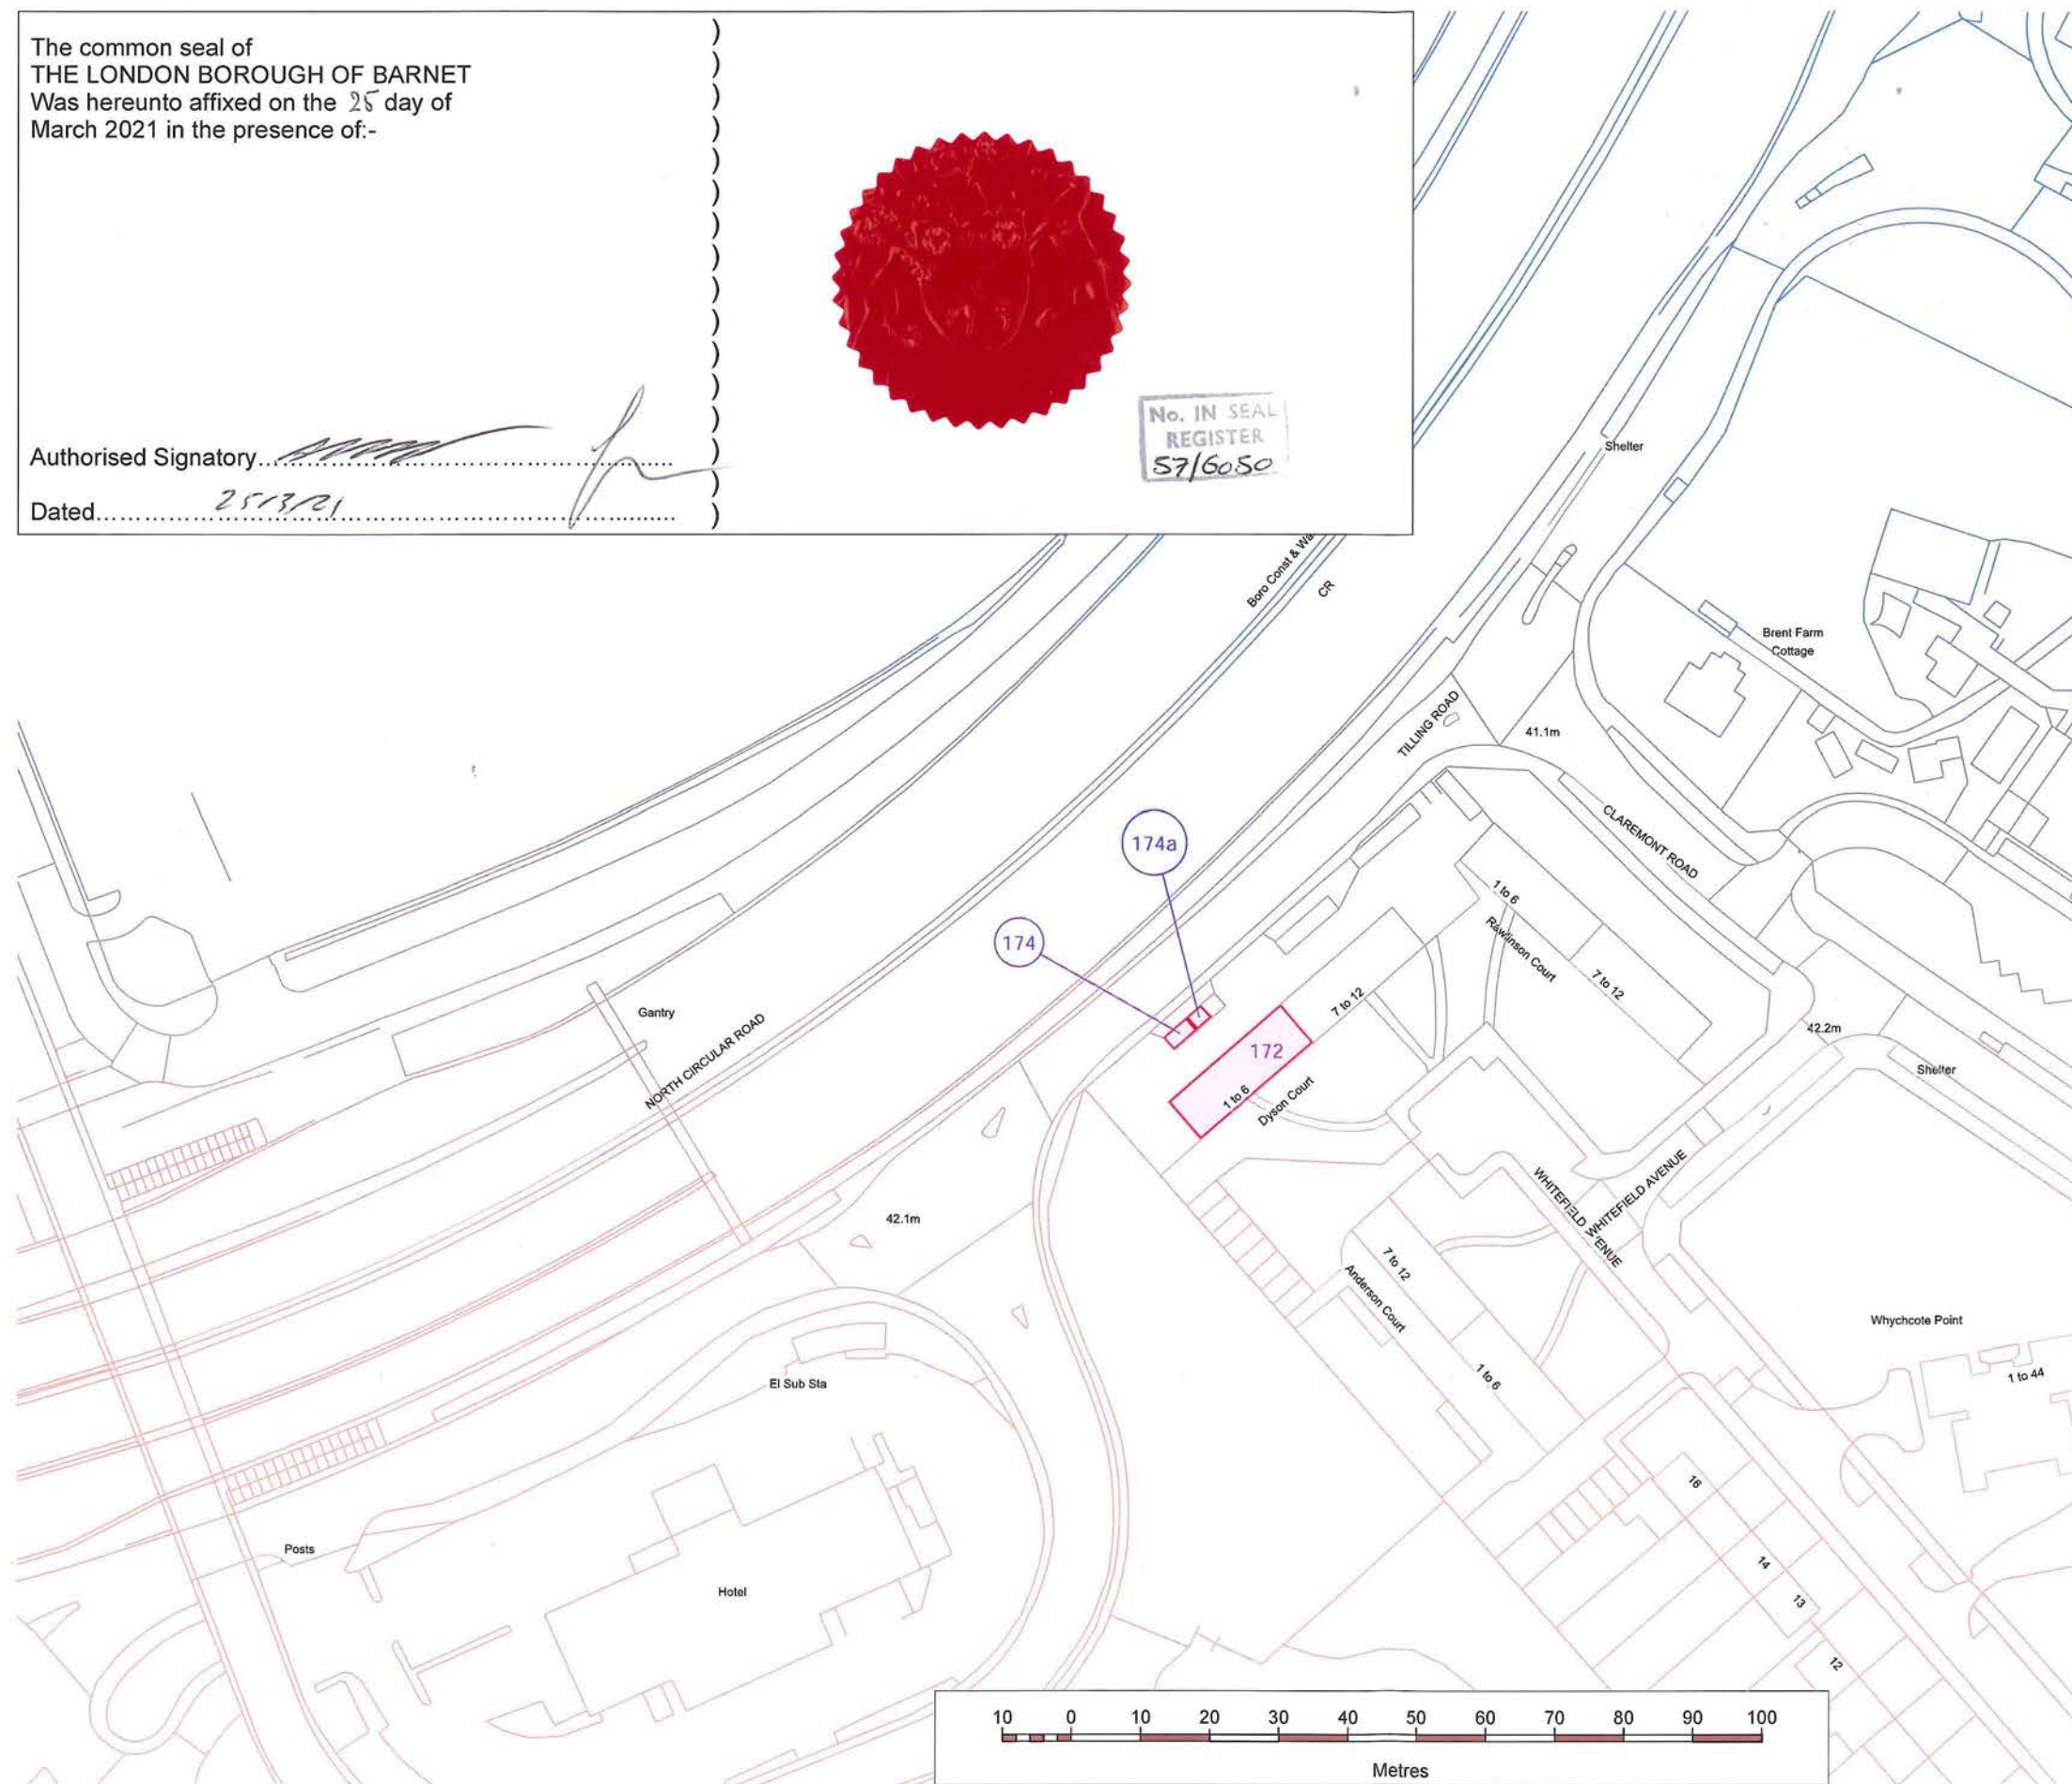 The common seal of
THE LONDON BOROUGH OF BARNET
Was hereunto affixed on the 25 day of
March 2021 in the presence of:-
Authorised Signatory
Dated 25/3/21
No. IN SEAL
REGISTER
57/6050
Shelter
Boro Const &
CR
Brent Farm
Cottage
TILLING ROAD
41.1m
CLAREMONT ROAD
174a
174
1 to 6
Rawlinson Court
7 to 12
Gantry
NORTH CIRCULAR ROAD
7 to 12
172
1 to 6
Dyson Court
42.2m
Shelter
WHITEFIELD AVENUE
WHITEFIELD AVENUE
42.1m
7 to 12
Anderson Court
1 to 6
Whychcote Point
1 to 44
El Sub Sta
Posts
Hotel
16
14
13
12
10 0 10 20 30 40 50 60 70 80 90 100
Metres